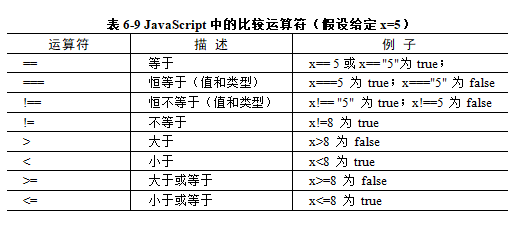 表 6-9 JavaScript 中的比较运算符（假设给定 x=5）
运算符 描 述 例 子
== 等于 x== 5 或 x== "5"为 true；
=== 恒等于（值和类型） x===5 为 true；x==="5" 为 false
!== 恒不等于（值和类型） x!== "5" 为 true；x!==5 为 false
!= 不等于 x!=8 为 true
> 大于 x>8 为 false
< 小于 x<8 为 true
>= 大于或等于 x>=8 为 false
<= 小于或等于 x<=8 为 true